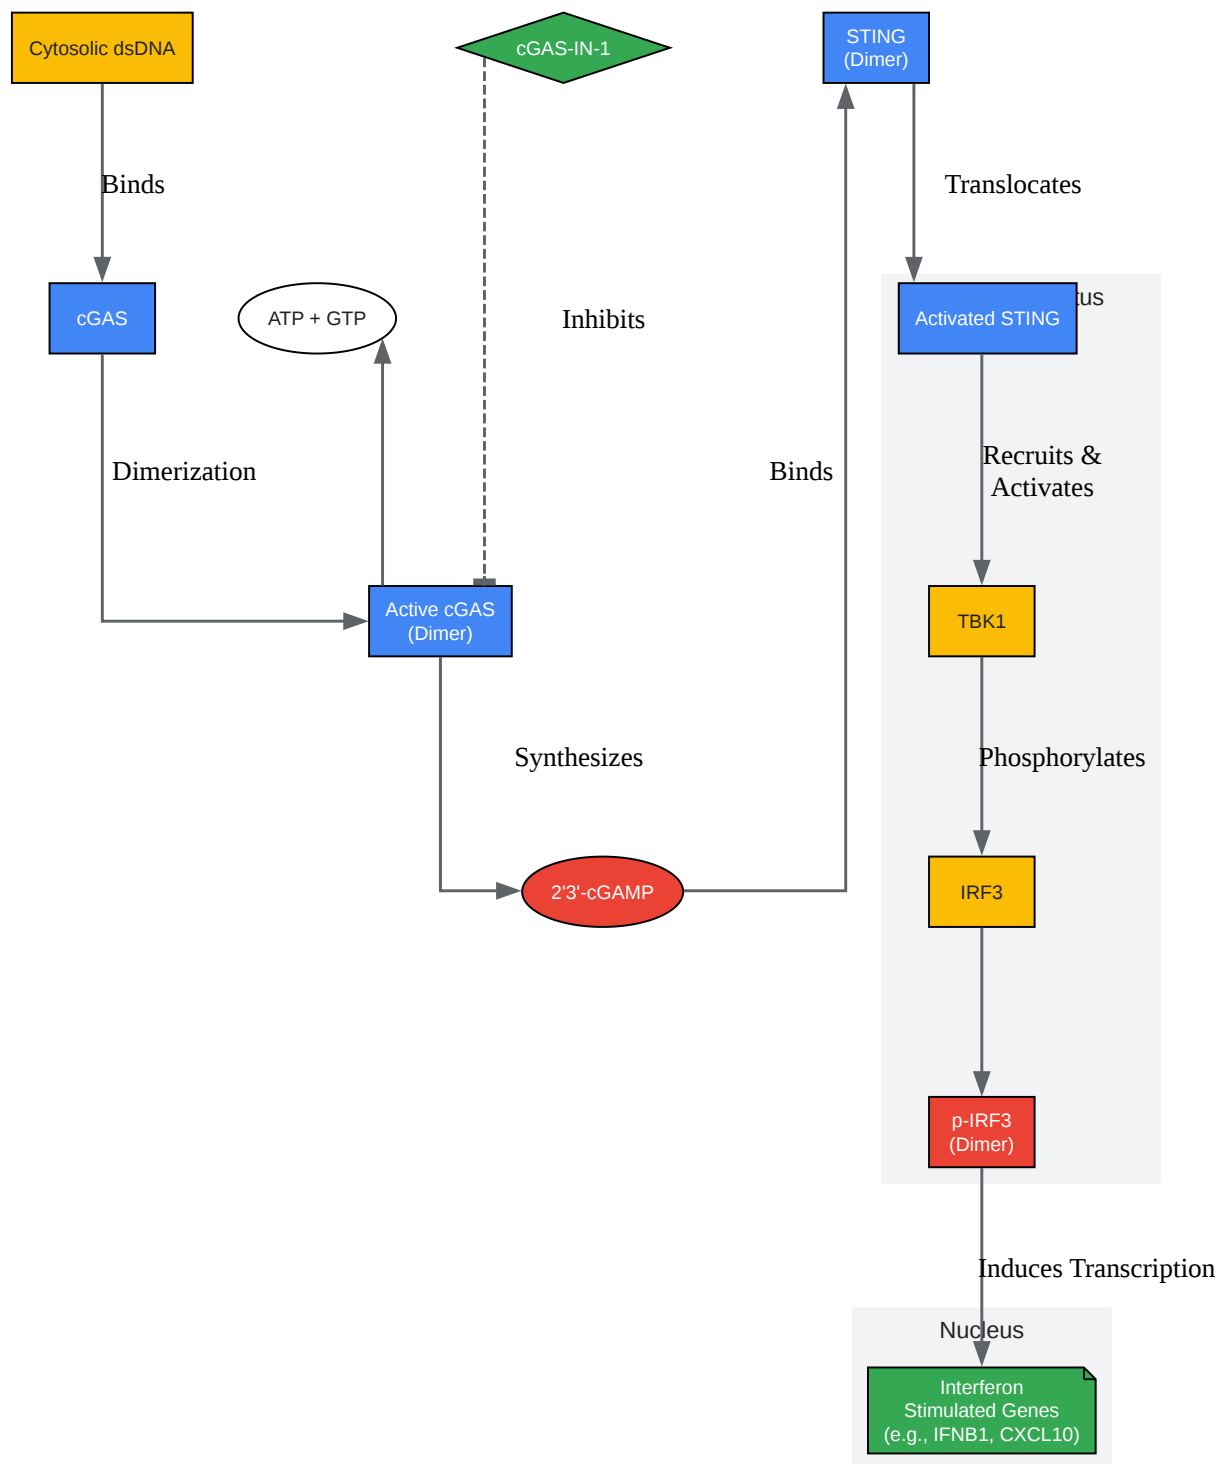 Cytosolic dsDNA
cGAS-IN-1
STING
(Dimer)
Binds
Translocates
cGAS
ATP + GTP
Inhibits
Activated STING
Dimerization
Binds
Recruits &
Activates
Active cGAS
(Dimer)
TBK1
Synthesizes
Phosphorylates
2'3'-cGAMP
IRF3
p-IRF3
(Dimer)
Induces Transcription
Nucleus
Interferon
Stimulated Genes
(e.g., IFNB1, CXCL10)